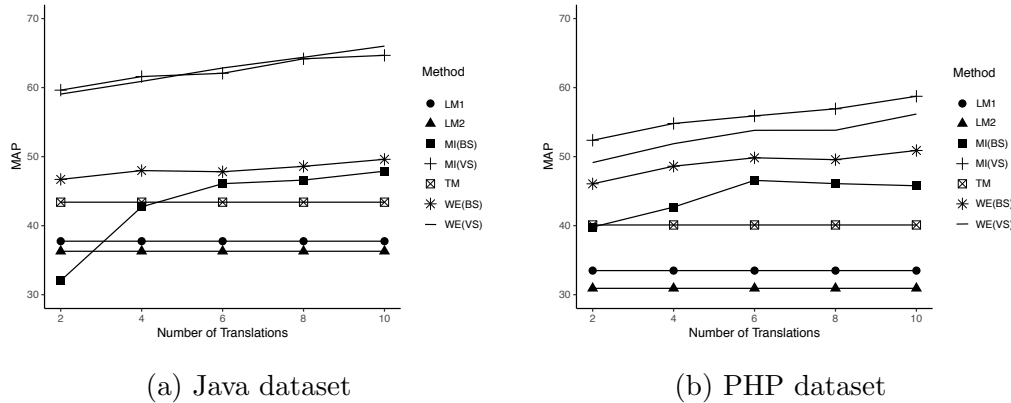 70
60
50
40
30
MAP
2
4
6
8
10
Number of Translations
Method
LM1
LM2
MI(BS)
MI(VS)
TM
WE(BS)
WE(VS)
(a) Java dataset
70
60
50
40
30
MAP
2
4
6
8
10
Number of Translations
Method
LM1
LM2
MI(BS)
MI(VS)
TM
WE(BS)
WE(VS)
(b) PHP dataset